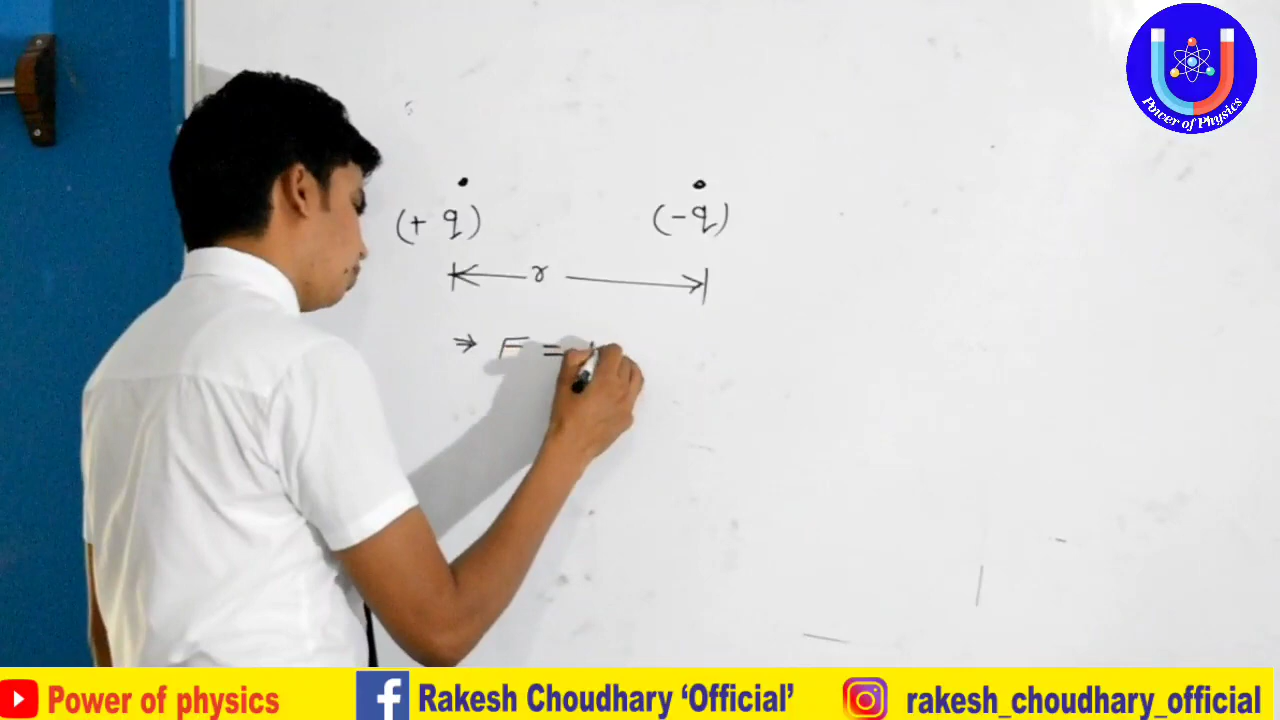 Power of Physics
(+ q) (-q)
r
→ F =
Power of physics
Rakesh Choudhary ‘Official’
rakesh_choudhary_official